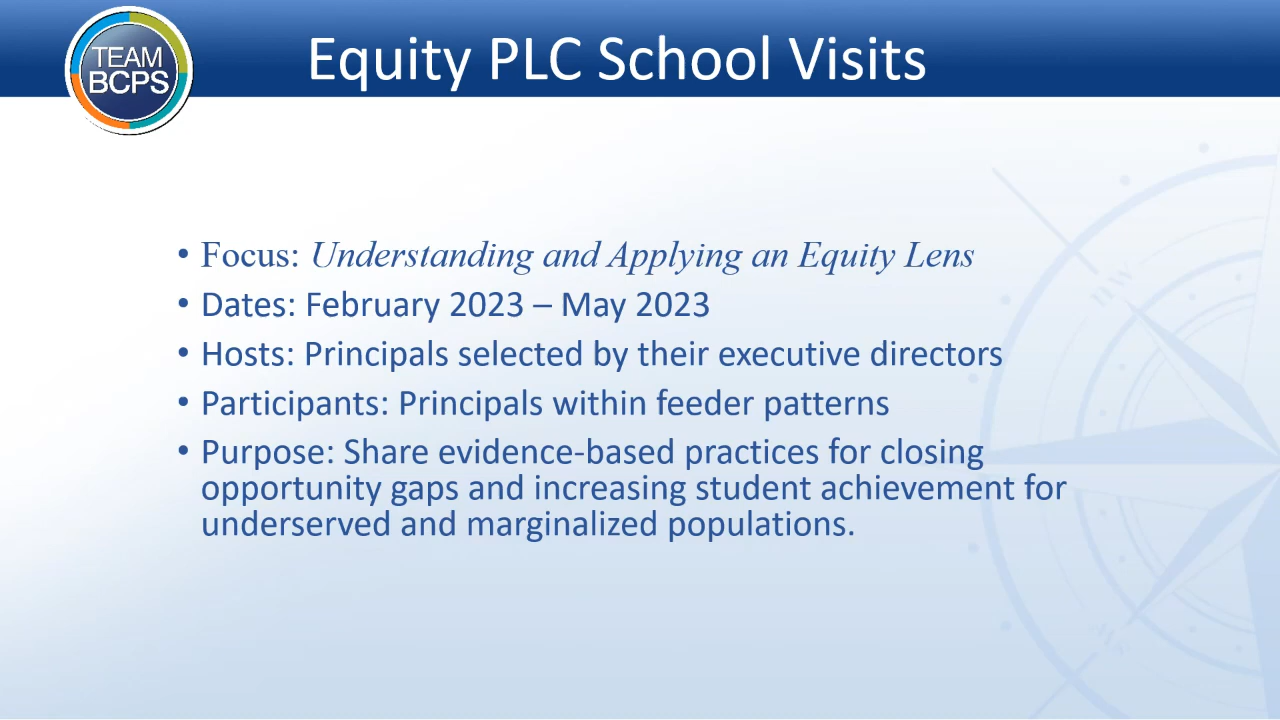 TEAM
BCPS
Equity PLC School Visits
• Focus: Understanding and Applying an Equity Lens
• Dates: February 2023 – May 2023
• Hosts: Principals selected by their executive directors
• Participants: Principals within feeder patterns
• Purpose: Share evidence-based practices for closing
opportunity gaps and increasing student achievement for
underserved and marginalized populations.
NW